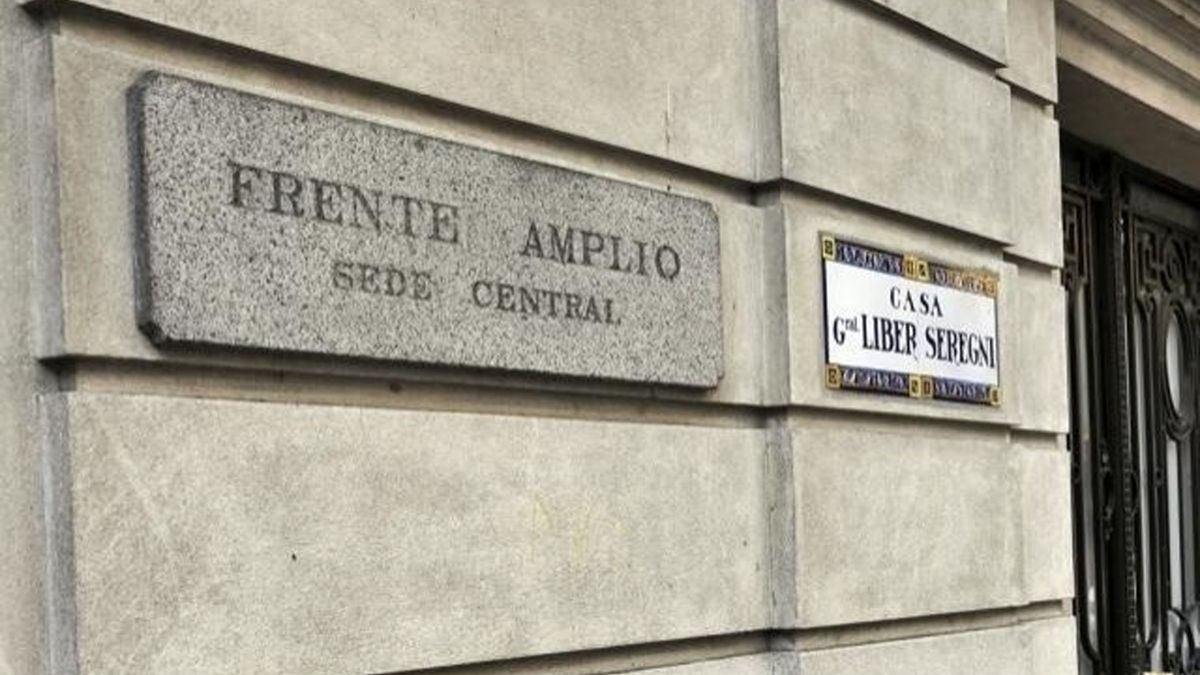 FRENTE AMPLIO
SEDE CENTRAL
CASA
Gral. LIBER SEREGNI